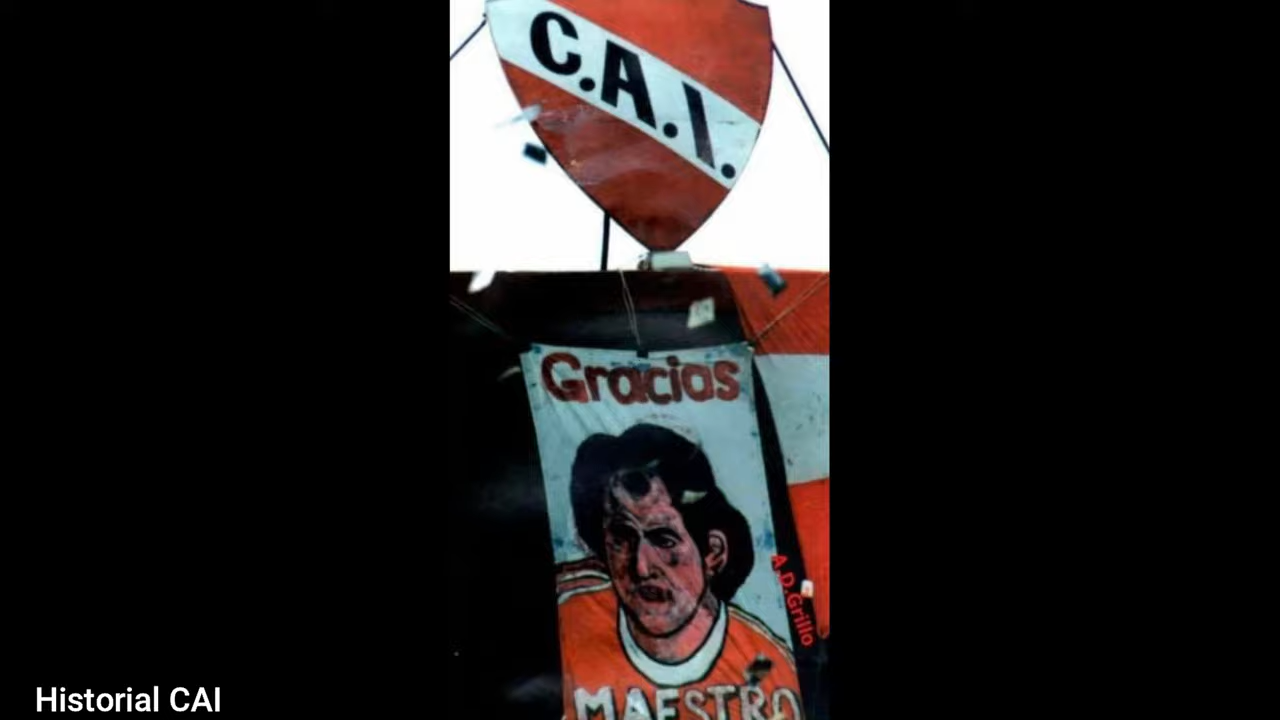 C.A.I.
Gracias
A.D.Grillo
MAESTRO
Historial CAI